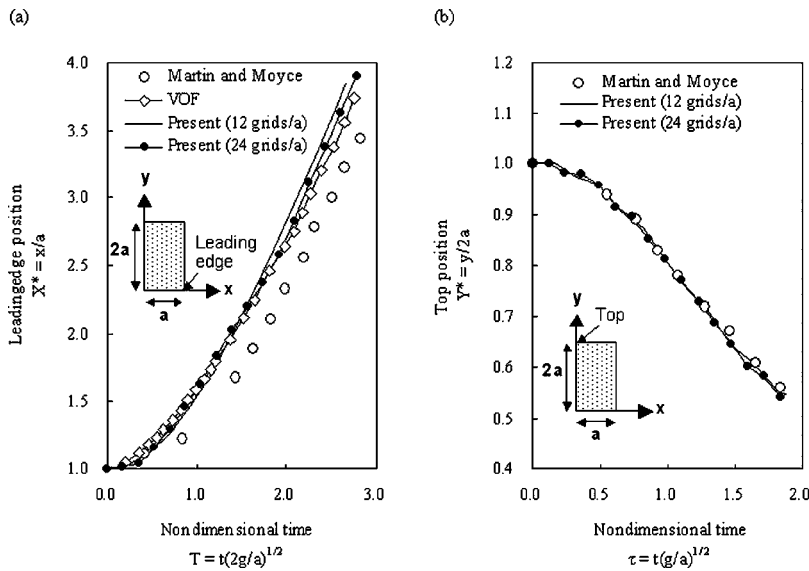 (a)
4.0
3.5
3.0
2.5
2.0
1.5
1.0
Leadingedge position
X* = x/a
Martin and Moyce
VOF
Present (12 grids/a)
Present (24 grids/a)
y
2a
Leading
edge
x
a
0.0 1.0 2.0 3.0
Nondimensional time
T = t(2g/a)^1/2
(b)
1.2
1.1
1.0
0.9
0.8
0.7
0.6
0.5
0.4
Top position
Y* = y/2a
Martin and Moyce
Present (12 grids/a)
Present (24 grids/a)
y
Top
2a
x
a
0.0 0.5 1.0 1.5 2.0
Nondimensional time
τ = t(g/a)^1/2